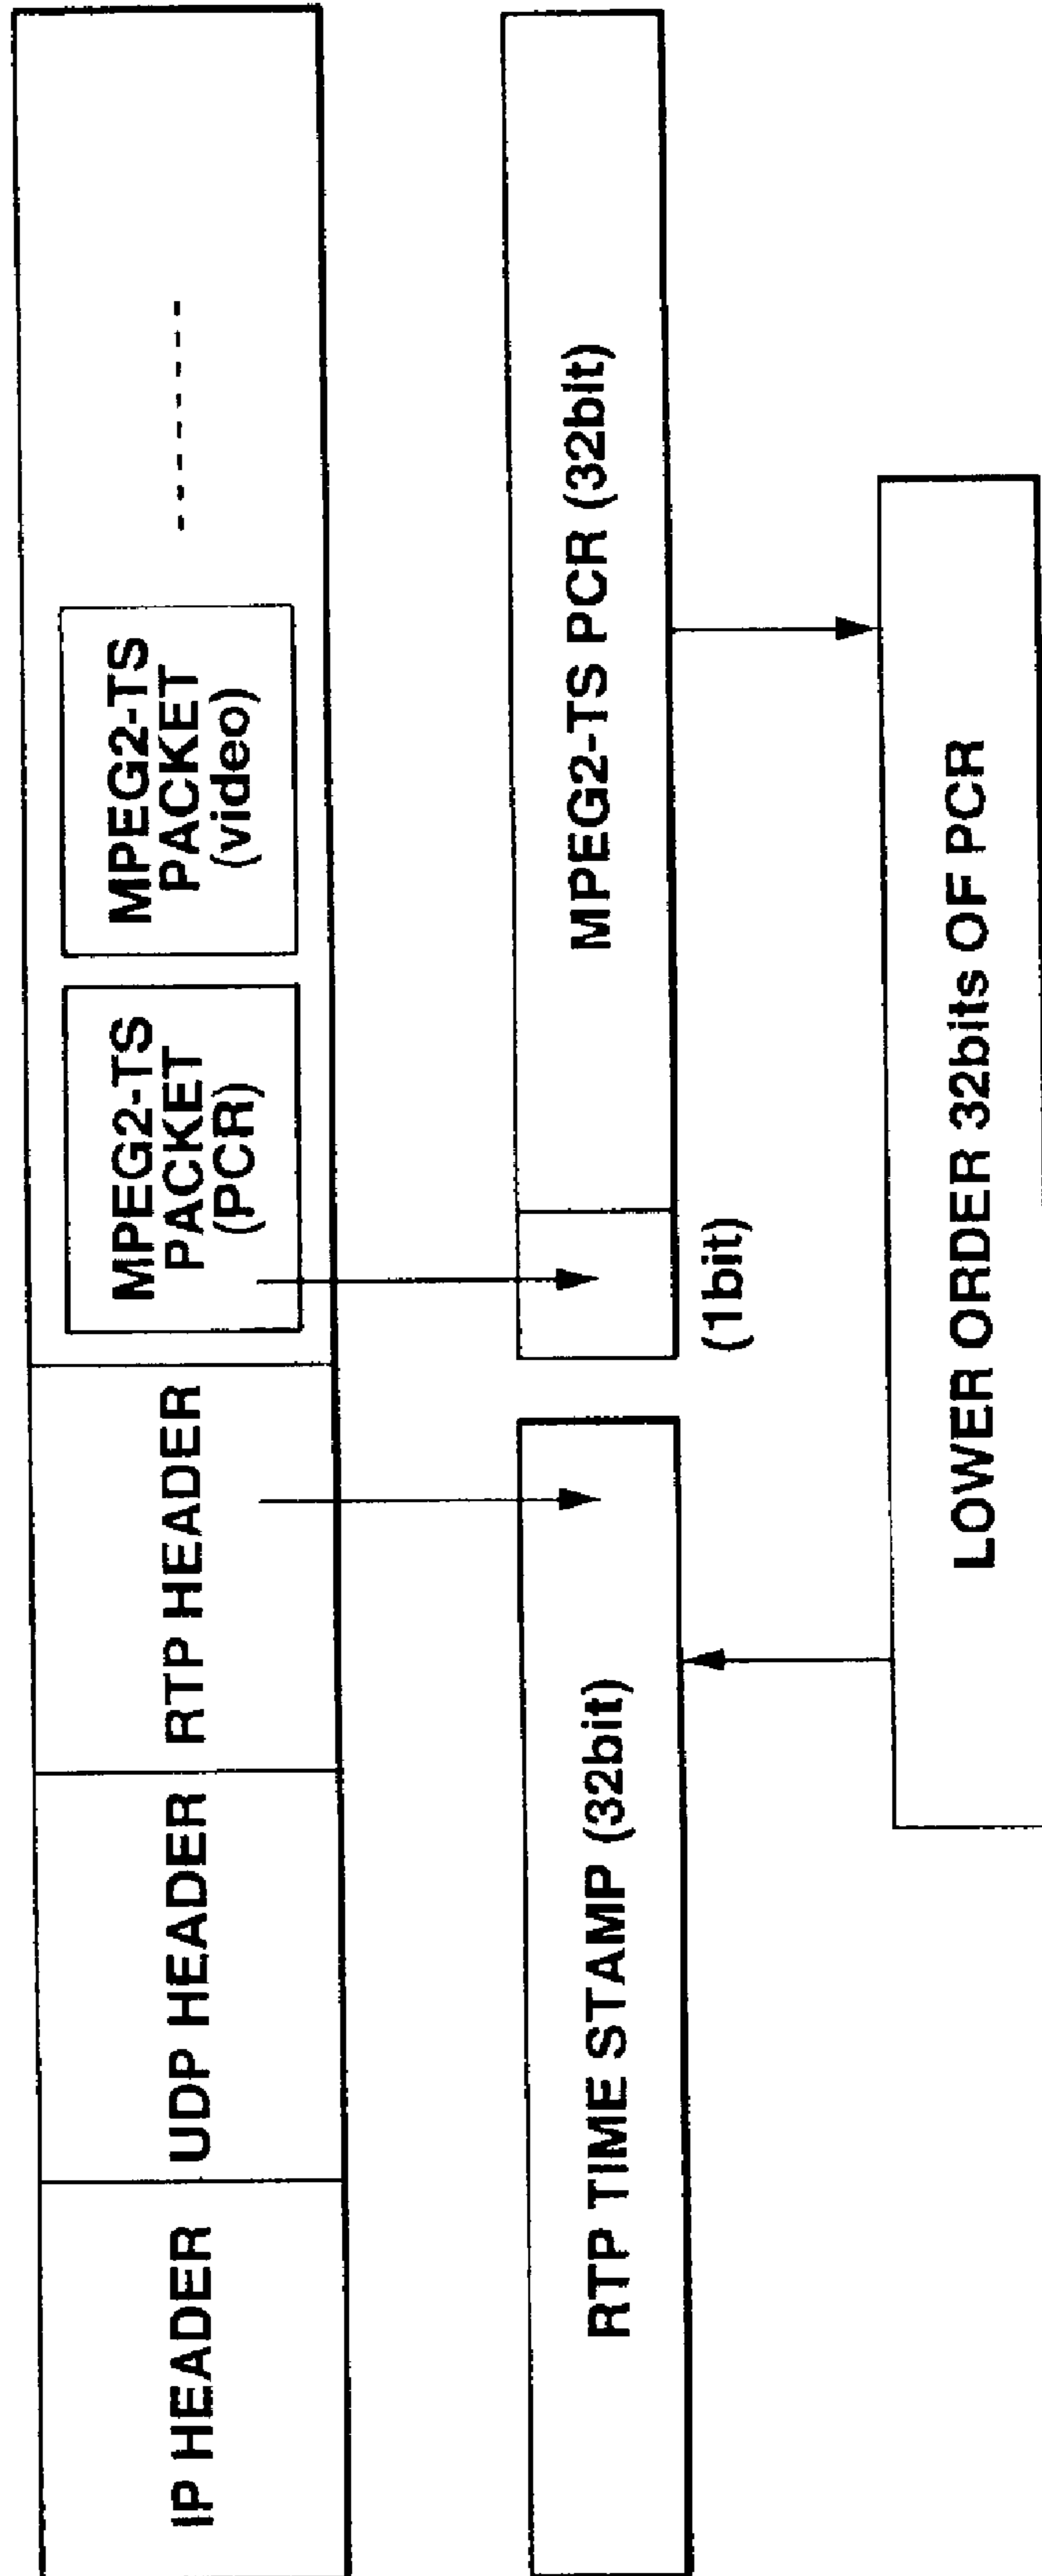 IP HEADER
UDP HEADER
RTP HEADER
MPEG2-TS
PACKET
(PCR)
MPEG2-TS
PACKET
(video)
RTP TIME STAMP (32bit)
(1bit)
MPEG2-TS PCR (32bit)
LOWER ORDER 32bits OF PCR